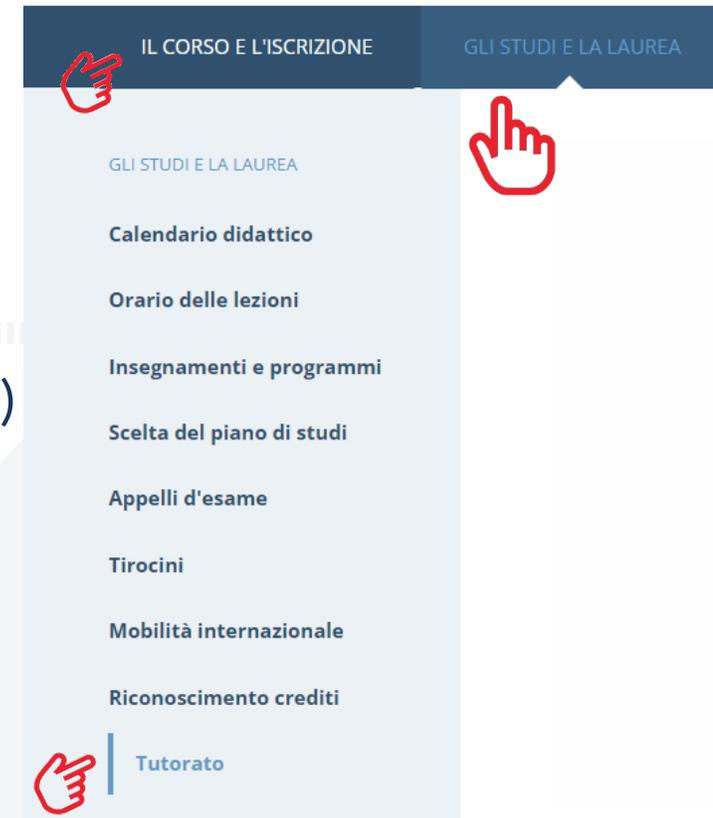 IL CORSO E L'ISCRIZIONE
GLI STUDI E LA LAUREA
GLI STUDI E LA LAUREA
Calendario didattico
Orario delle lezioni
Insegnamenti e programmi
Scelta del piano di studi
)
Appelli d'esame
Tirocini
Mobilità internazionale
Riconoscimento crediti
Tutorato